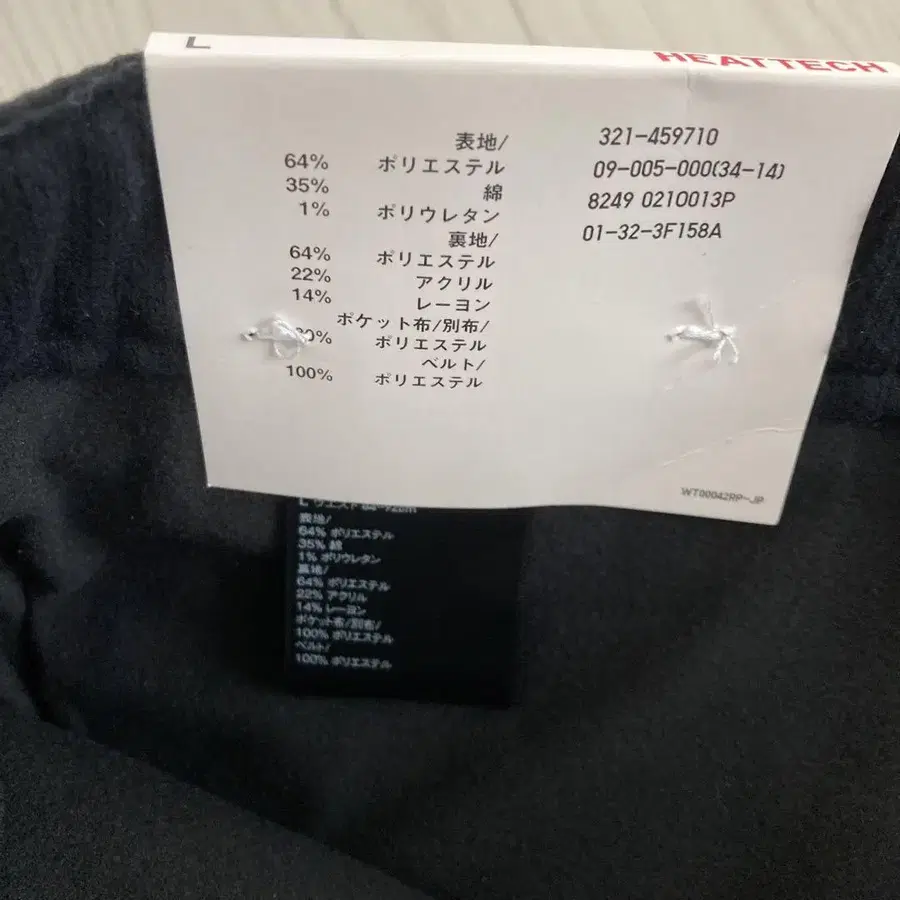 L
HEATTECH
表地/
64% ポリエステル
35% 綿
1% ポリウレタン
裏地/
64% ポリエステル
22% アクリル
14% レーヨン
ポケット布/別布/
ポリエステル
ベルト/
100% ポリエステル
321-459710
09-005-000(34-14)
8249 0210013P
01-32-3F158A
WT00042RP-JP
L ウエスト
表地/
64% ポリエステル
35% 綿
1% ポリウレタン
裏地/
64% ポリエステル
22% アクリル
14% レーヨン
ポケット布/別布/
100% ポリエステル
ベルト/
100% ポリエステル